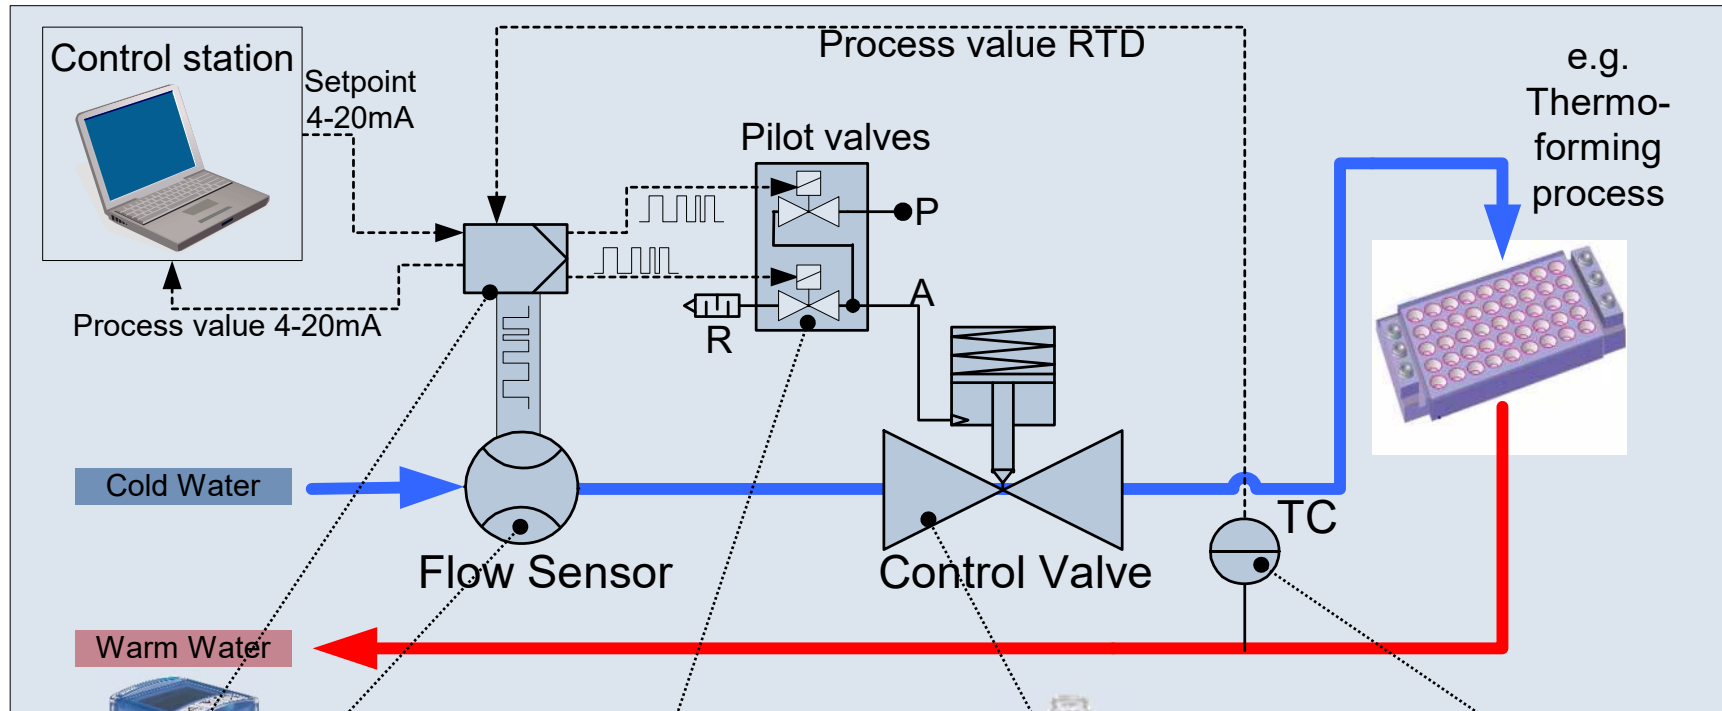 Control station
Setpoint
4-20mA
Process value RTD
e.g.
Thermo-
forming
process
Pilot valves
P
A
R
Process value 4-20mA
Cold Water
TC
Flow Sensor
Control Valve
Warm Water